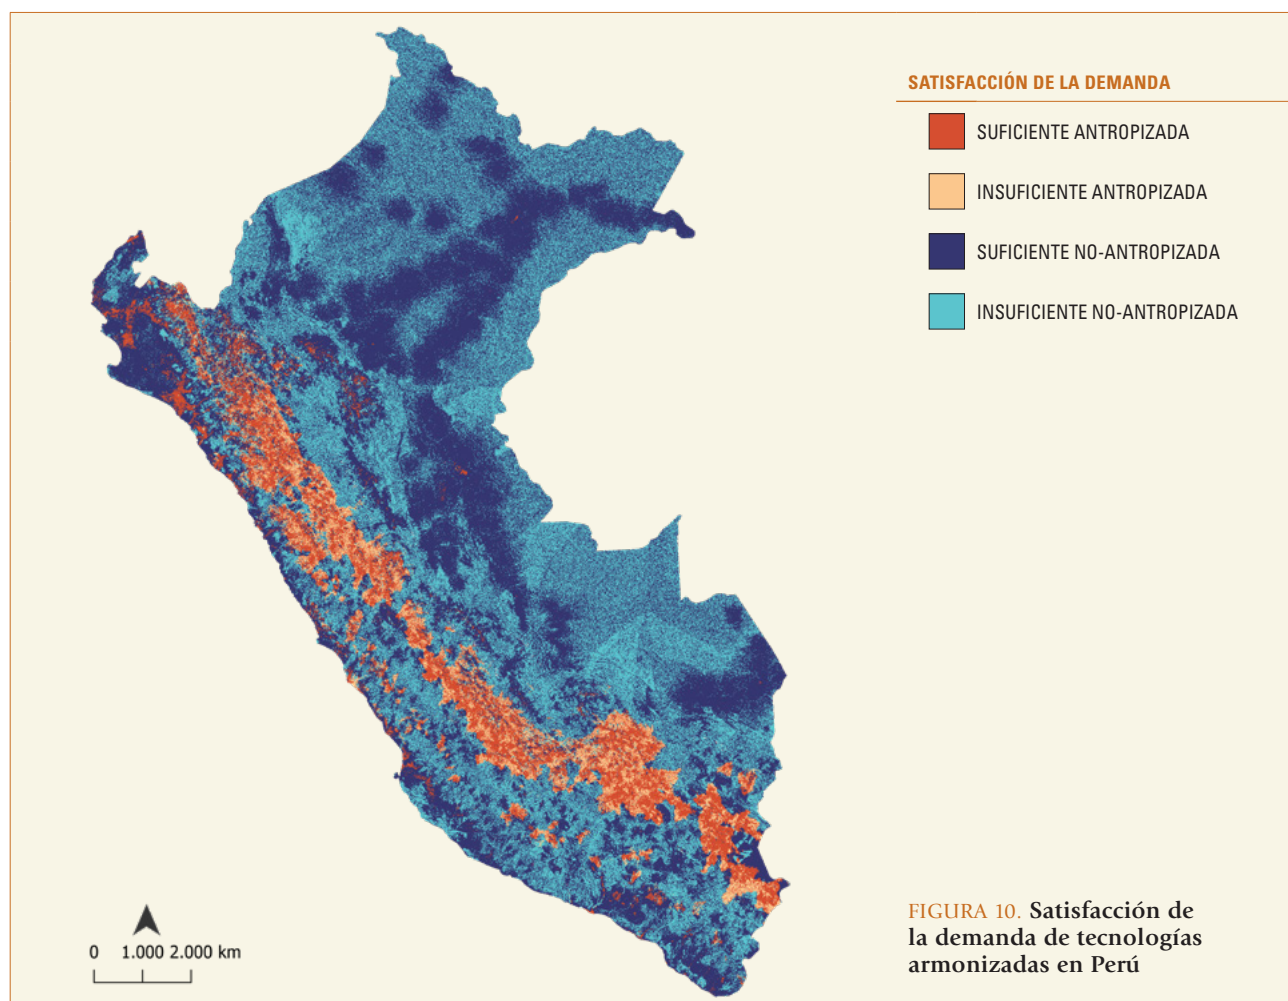 SATISFACCIÓN DE LA DEMANDA
SUFICIENTE ANTROPIZADA
INSUFICIENTE ANTROPIZADA
SUFICIENTE NO-ANTROPIZADA
INSUFICIENTE NO-ANTROPIZADA
0 1.000 2.000 km
FIGURA 10. Satisfacción de
la demanda de tecnologías
armonizadas en Perú